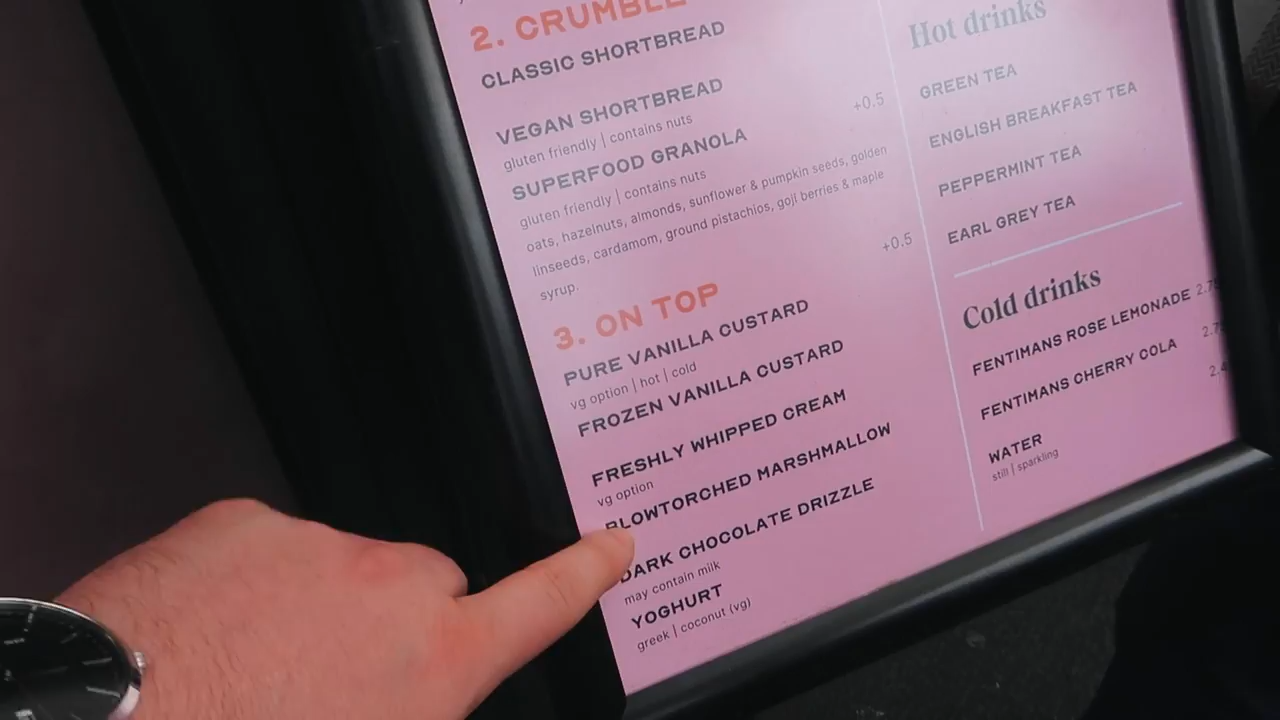 2. CRUMBLE
CLASSIC SHORTBREAD
VEGAN SHORTBREAD
gluten friendly | contains nuts
+0.5
SUPERFOOD GRANOLA
gluten friendly | contains nuts
oats, hazelnuts, almonds, sunflower & pumpkin seeds, golden
linseeds, cardamom, ground pistachios, goji berries & maple
syrup.
+0.5
3. ON TOP
PURE VANILLA CUSTARD
vg option | hot | cold
FROZEN VANILLA CUSTARD
FRESHLY WHIPPED CREAM
vg option
BLOWTORCHED MARSHMALLOW
DARK CHOCOLATE DRIZZLE
may contain milk
YOGHURT
greek | coconut (vg)
Hot drinks
GREEN TEA
ENGLISH BREAKFAST TEA
PEPPERMINT TEA
EARL GREY TEA
Cold drinks
FENTIMANS ROSE LEMONADE
FENTIMANS CHERRY COLA
WATER
still | sparkling